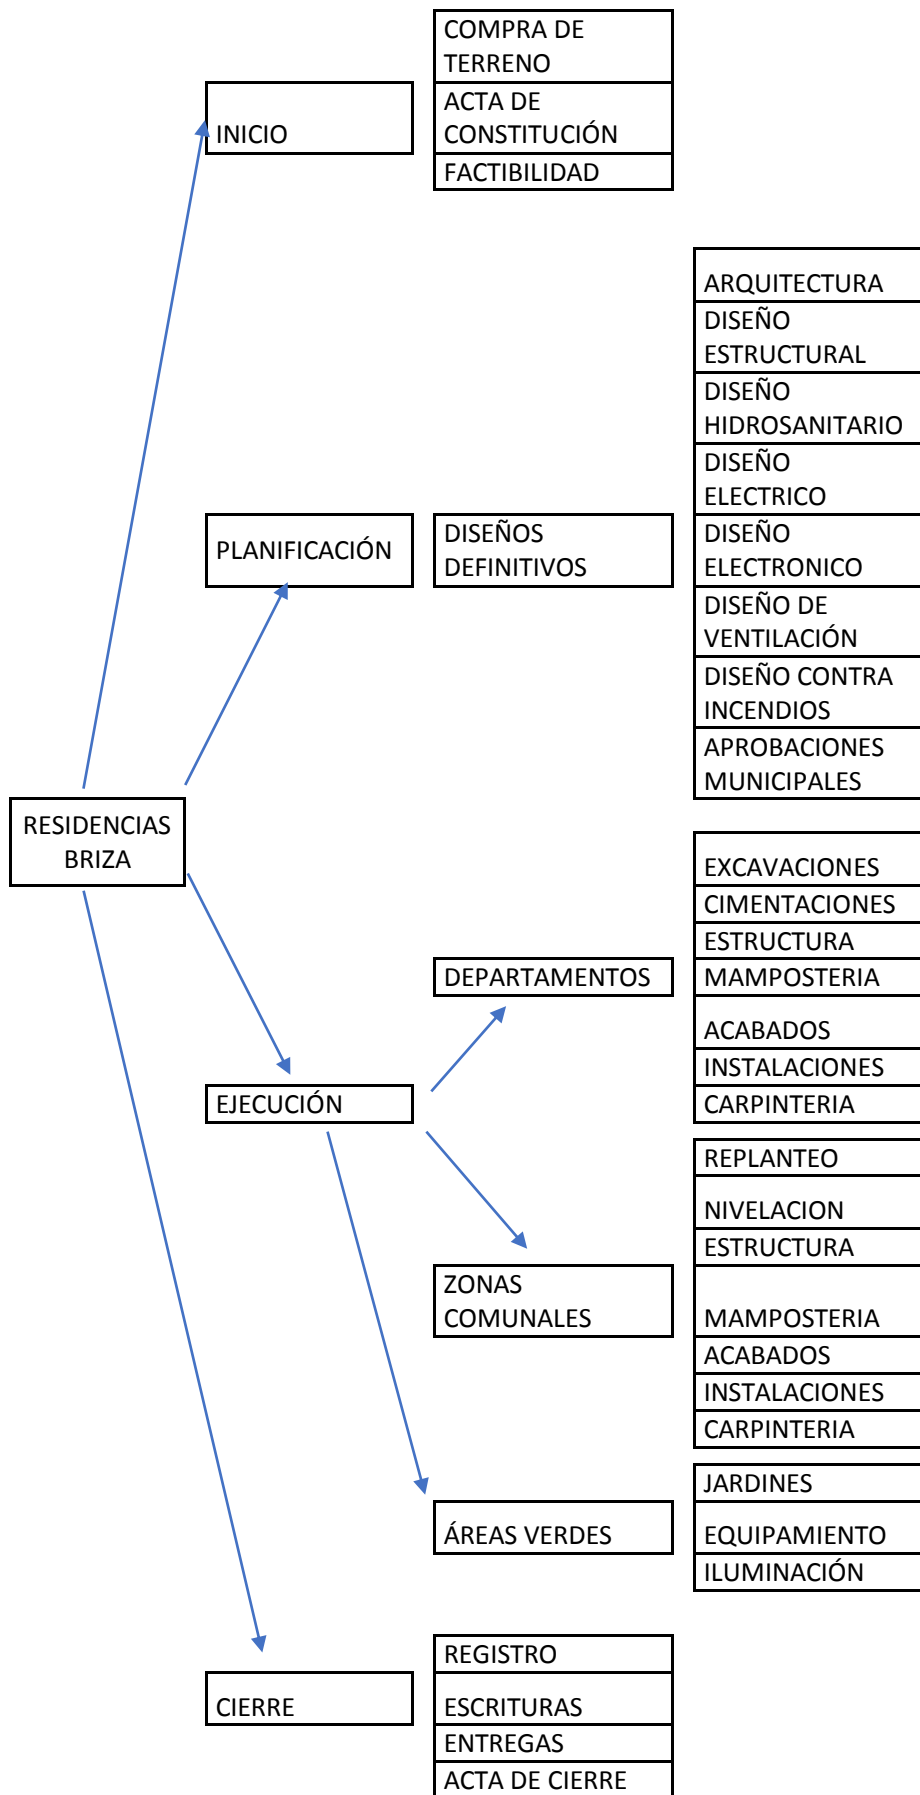 COMPRA DE
TERRENO
ACTA DE
CONSTITUCIÓN
FACTIBILIDAD
INICIO
ARQUITECTURA
DISEÑO
ESTRUCTURAL
DISEÑO
HIDROSANITARIO
DISEÑO
ELECTRICO
DISEÑO
ELECTRONICO
DISEÑO DE
VENTILACIÓN
DISEÑO CONTRA
INCENDIOS
APROBACIONES
MUNICIPALES
PLANIFICACIÓN
DISEÑOS
DEFINITIVOS
RESIDENCIAS
BRIZA
EXCAVACIONES
CIMENTACIONES
ESTRUCTURA
MAMPOSTERIA
ACABADOS
INSTALACIONES
CARPINTERIA
DEPARTAMENTOS
EJECUCIÓN
REPLANTEO
NIVELACION
ESTRUCTURA
MAMPOSTERIA
ACABADOS
INSTALACIONES
CARPINTERIA
ZONAS
COMUNALES
JARDINES
EQUIPAMIENTO
ILUMINACIÓN
ÁREAS VERDES
REGISTRO
ESCRITURAS
ENTREGAS
ACTA DE CIERRE
CIERRE